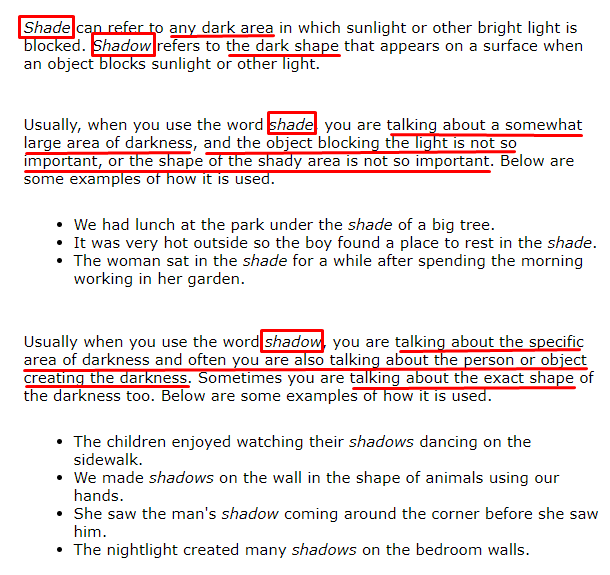 Shade can refer to any dark area in which sunlight or other bright light is
blocked. Shadow refers to the dark shape that appears on a surface when
an object blocks sunlight or other light.
Usually, when you use the word shade, you are talking about a somewhat
large area of darkness, and the object blocking the light is not so
important, or the shape of the shady area is not so important. Below are
some examples of how it is used.
• We had lunch at the park under the shade of a big tree.
• It was very hot outside so the boy found a place to rest in the shade.
• The woman sat in the shade for a while after spending the morning
working in her garden.
Usually when you use the word shadow, you are talking about the specific
area of darkness and often you are also talking about the person or object
creating the darkness. Sometimes you are talking about the exact shape of
the darkness too. Below are some examples of how it is used.
• The children enjoyed watching their shadows dancing on the
sidewalk.
• We made shadows on the wall in the shape of animals using our
hands.
• She saw the man's shadow coming around the corner before she saw
him.
• The nightlight created many shadows on the bedroom walls.